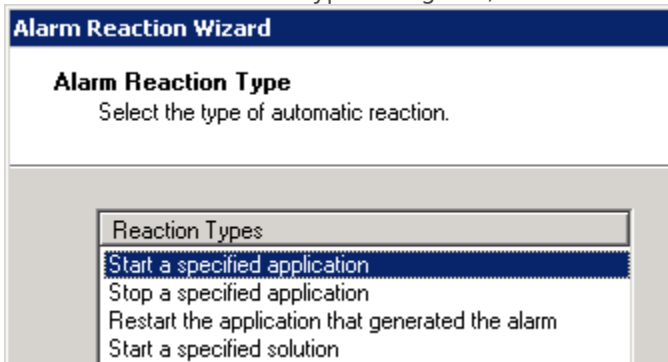 Alarm Reaction Wizard
Alarm Reaction Type
Select the type of automatic reaction.
Reaction Types
Start a specified application
Stop a specified application
Restart the application that generated the alarm
Start a specified solution